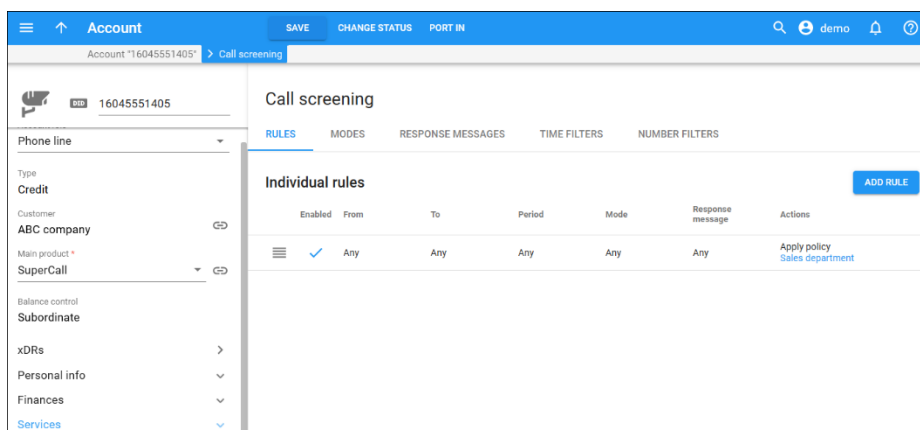 Account
SAVE
CHANGE STATUS
PORT IN
demo
Account "16045551405"
Call screening
DID
16045551405
Phone line
Type
Credit
Customer
ABC company
Main product *
SuperCall
Balance control
Subordinate
xDRs
Personal info
Finances
Services
Call screening
RULES
MODES
RESPONSE MESSAGES
TIME FILTERS
NUMBER FILTERS
Individual rules
ADD RULE
Enabled
From
To
Period
Mode
Response
message
Actions
Any
Any
Any
Any
Any
Apply policy
Sales department